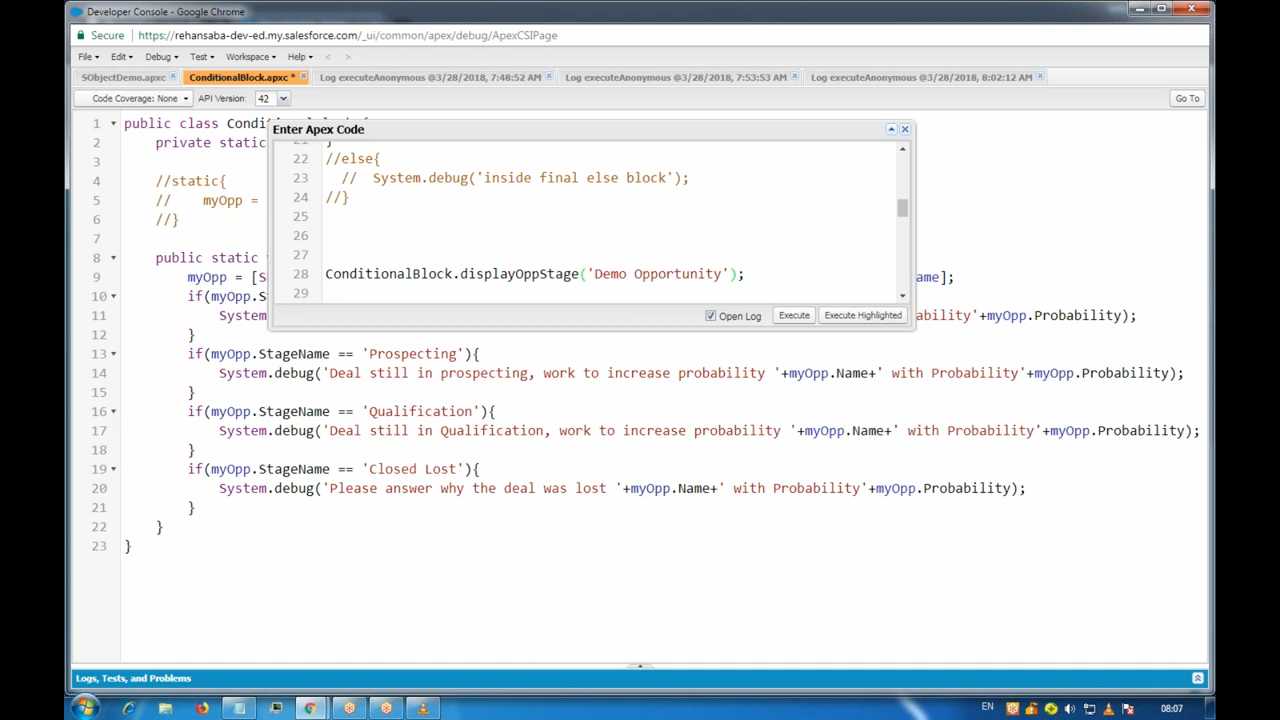 Developer Console - Google Chrome
Secure https://rehansaba-dev-ed.my.salesforce.com/_ui/common/apex/debug/ApexCSIPage
File Edit Debug Test Workspace Help < >
SObjectDemo.apxc ConditionalBlock.apxc * Log executeAnonymous @3/28/2018, 7:48:52 AM Log executeAnonymous @3/28/2018, 7:53:53 AM Log executeAnonymous @3/28/2018, 8:02:12 AM
Code Coverage: None API Version: 42 Go To
Enter Apex Code
22 //else{
23 // System.debug('inside final else block');
24 //}
25
26
27
28 ConditionalBlock.displayOppStage('Demo Opportunity');
29
Open Log Execute Execute Highlighted
1 public class
2 private static
3
4 //static{
5 // myOpp =
6 //}
7
8 public static
9 myOpp = [S ame];
10 if(myOpp.St
11 System ability'+myOpp.Probability);
12 }
13 if(myOpp.StageName == 'Prospecting'){
14 System.debug('Deal still in prospecting, work to increase probability '+myOpp.Name+' with Probability'+myOpp.Probability);
15 }
16 if(myOpp.StageName == 'Qualification'){
17 System.debug('Deal still in Qualification, work to increase probability '+myOpp.Name+' with Probability'+myOpp.Probability);
18 }
19 if(myOpp.StageName == 'Closed Lost'){
20 System.debug('Please answer why the deal was lost '+myOpp.Name+' with Probability'+myOpp.Probability);
21 }
22 }
23 }
Logs, Tests, and Problems
EN 08:07